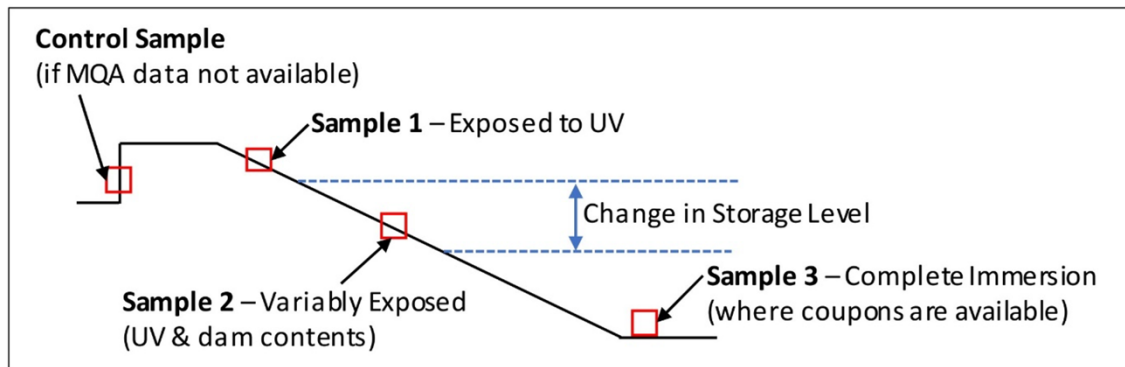 Control Sample
(if MQA data not available)
Sample 1 – Exposed to UV
Change in Storage Level
Sample 2 – Variably Exposed
(UV & dam contents)
Sample 3 – Complete Immersion
(where coupons are available)